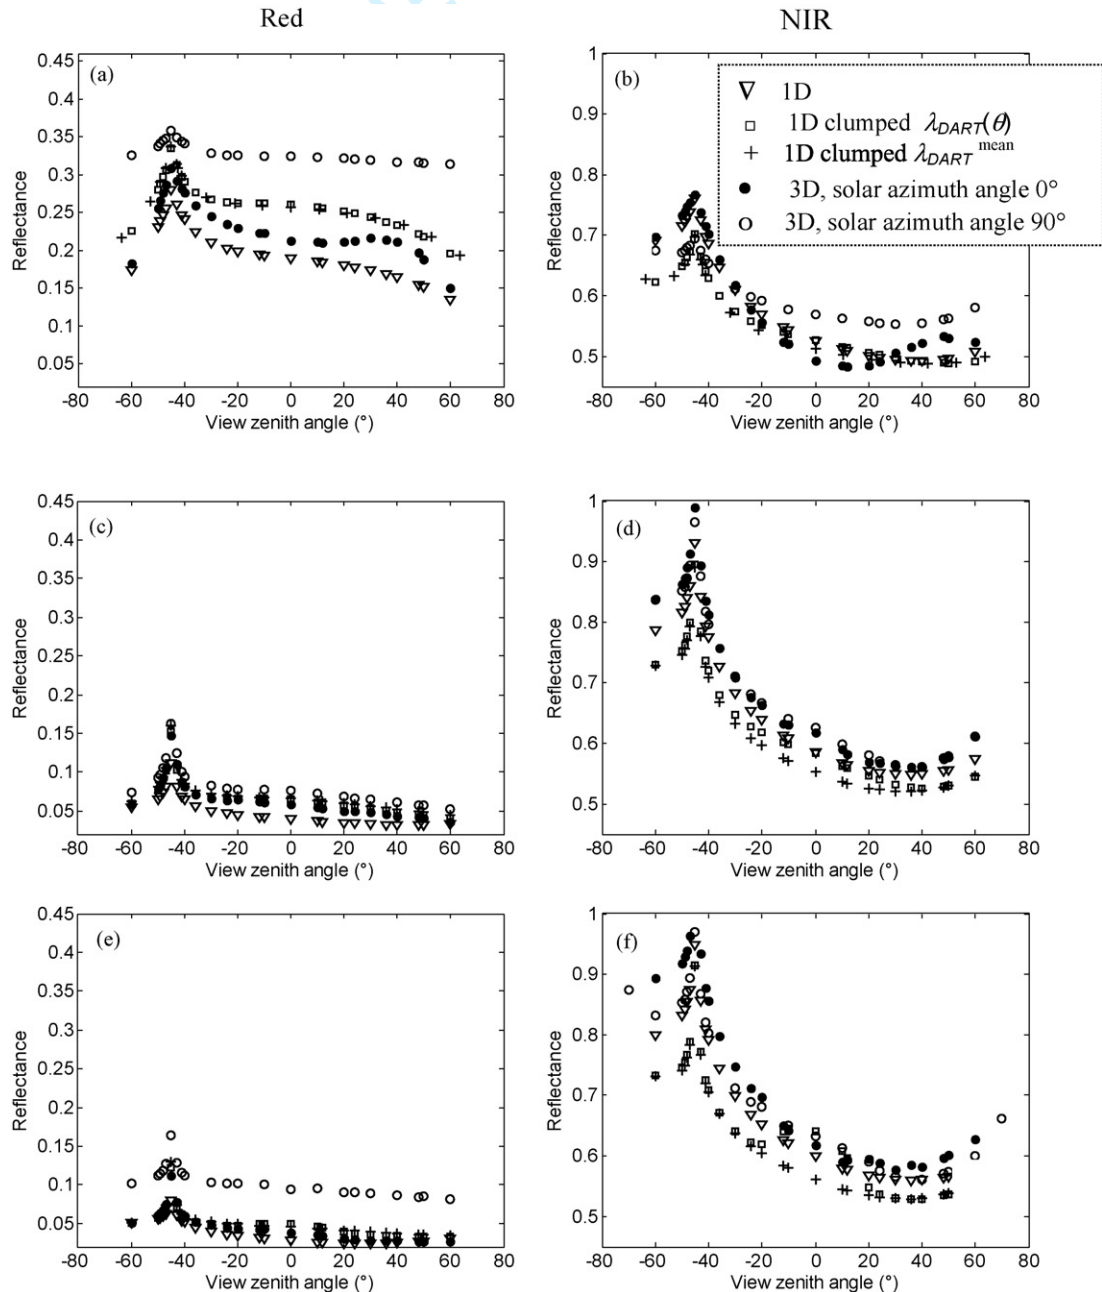 Red
NIR
(a)
0.45
0.4
0.35
0.3
0.25
0.2
0.15
0.1
0.05
Reflectance
-80 -60 -40 -20 0 20 40 60 80
View zenith angle (°)
(b)
1
0.9
0.8
0.7
0.6
0.5
Reflectance
-80 -60 -40 -20 0 20 40 60 80
View zenith angle (°)
1D
1D clumped λDART(θ)
1D clumped λDART mean
3D, solar azimuth angle 0°
3D, solar azimuth angle 90°
(c)
0.45
0.4
0.35
0.3
0.25
0.2
0.15
0.1
0.05
Reflectance
-80 -60 -40 -20 0 20 40 60 80
View zenith angle (°)
(d)
1
0.9
0.8
0.7
0.6
0.5
Reflectance
-80 -60 -40 -20 0 20 40 60 80
View zenith angle (°)
(e)
0.45
0.4
0.35
0.3
0.25
0.2
0.15
0.1
0.05
Reflectance
-80 -60 -40 -20 0 20 40 60 80
View zenith angle (°)
(f)
1
0.9
0.8
0.7
0.6
0.5
Reflectance
-80 -60 -40 -20 0 20 40 60 80
View zenith angle (°)